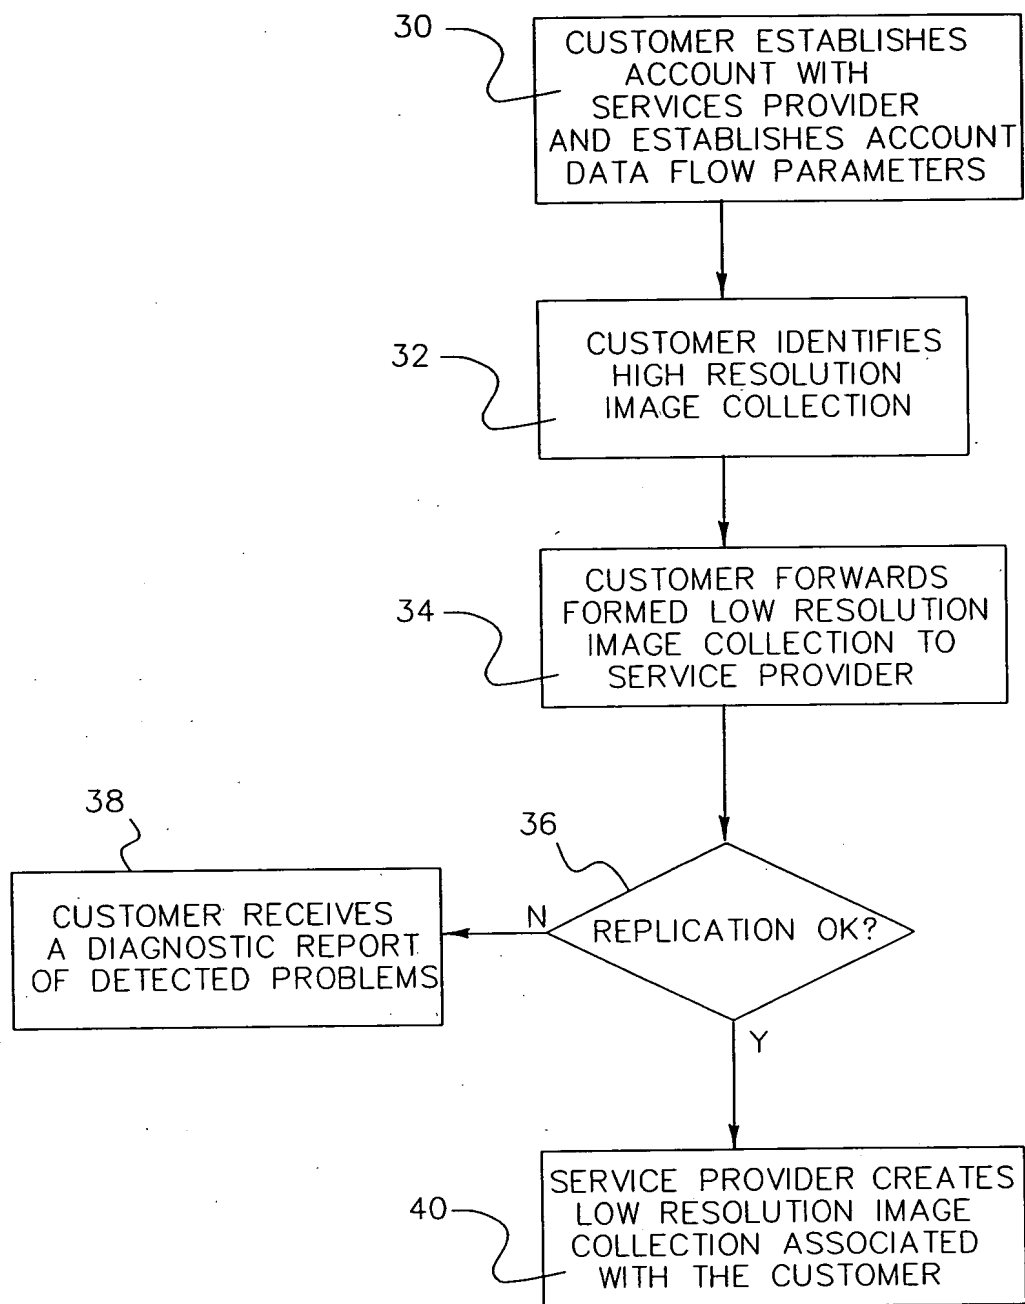 30
CUSTOMER ESTABLISHES
ACCOUNT WITH
SERVICES PROVIDER
AND ESTABLISHES ACCOUNT
DATA FLOW PARAMETERS
32
CUSTOMER IDENTIFIES
HIGH RESOLUTION
IMAGE COLLECTION
34
CUSTOMER FORWARDS
FORMED LOW RESOLUTION
IMAGE COLLECTION TO
SERVICE PROVIDER
36
REPLICATION OK?
N
Y
38
CUSTOMER RECEIVES
A DIAGNOSTIC REPORT
OF DETECTED PROBLEMS
40
SERVICE PROVIDER CREATES
LOW RESOLUTION IMAGE
COLLECTION ASSOCIATED
WITH THE CUSTOMER